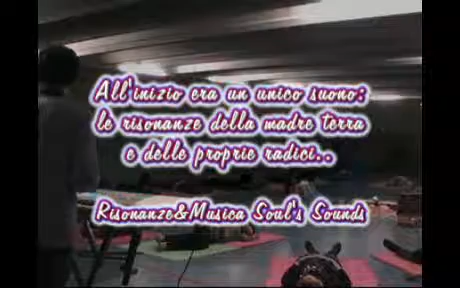 All'inizio era un unico suono:
le risonanze della madre terra
e delle proprie radici..
Risonanze&Musica Soul's Sounds